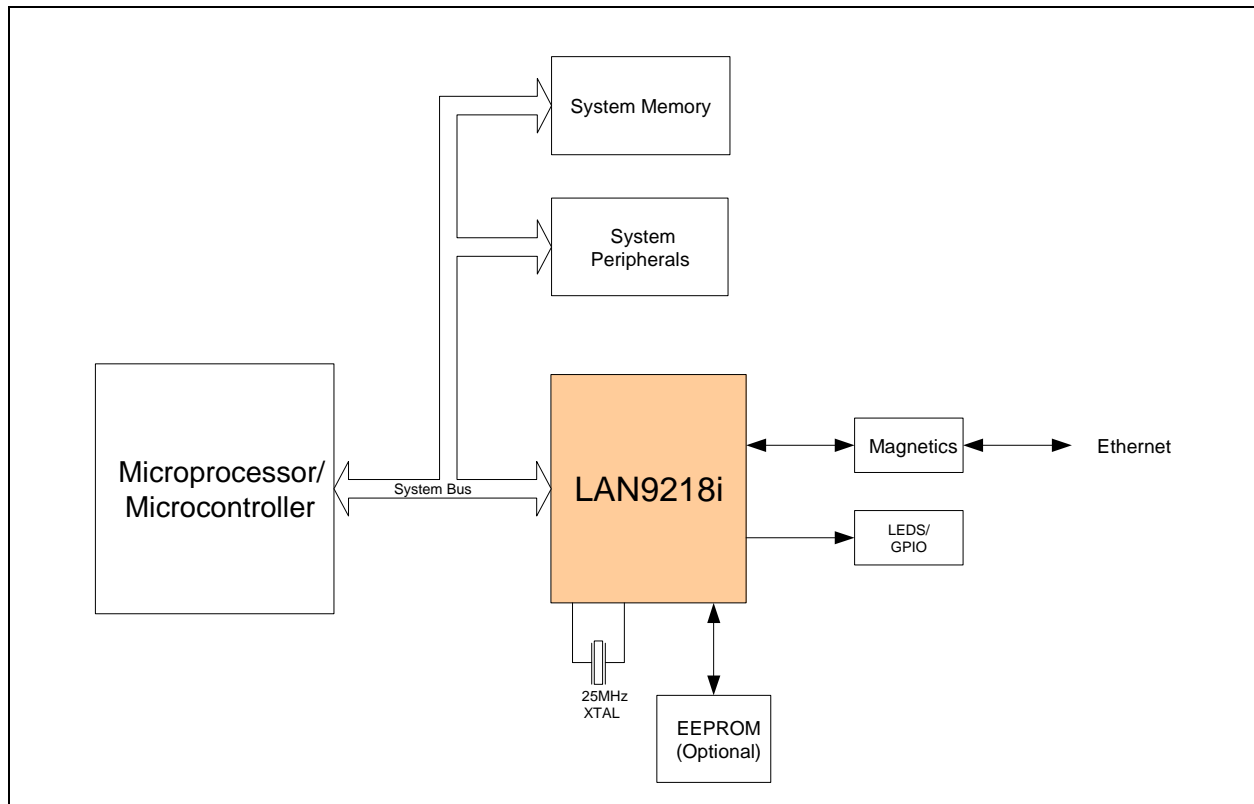 System Memory
System
Peripherals
Microprocessor/
Microcontroller
System Bus
LAN9218i
Magnetics
Ethernet
LEDS/
GPIO
25MHz
XTAL
EEPROM
(Optional)